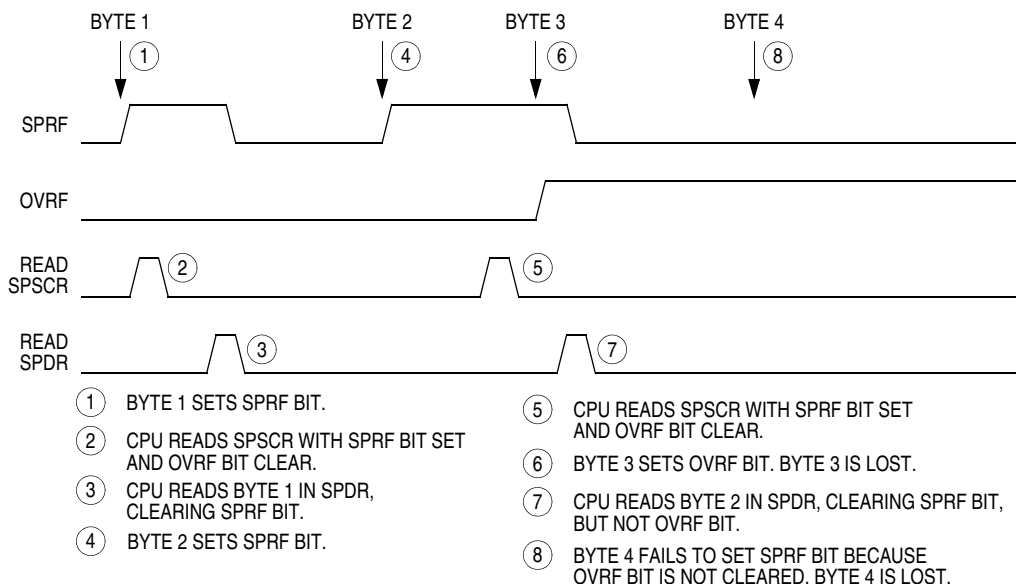 BYTE 1 BYTE 2 BYTE 3 BYTE 4
1 4 6 8
SPRF
OVRF
READ
SPSCR
2 5
READ
SPDR
3 7
1 BYTE 1 SETS SPRF BIT.
2 CPU READS SPSCR WITH SPRF BIT SET
AND OVRF BIT CLEAR.
3 CPU READS BYTE 1 IN SPDR,
CLEARING SPRF BIT.
4 BYTE 2 SETS SPRF BIT.
5 CPU READS SPSCR WITH SPRF BIT SET
AND OVRF BIT CLEAR.
6 BYTE 3 SETS OVRF BIT. BYTE 3 IS LOST.
7 CPU READS BYTE 2 IN SPDR, CLEARING SPRF BIT,
BUT NOT OVRF BIT.
8 BYTE 4 FAILS TO SET SPRF BIT BECAUSE
OVRF BIT IS NOT CLEARED. BYTE 4 IS LOST.